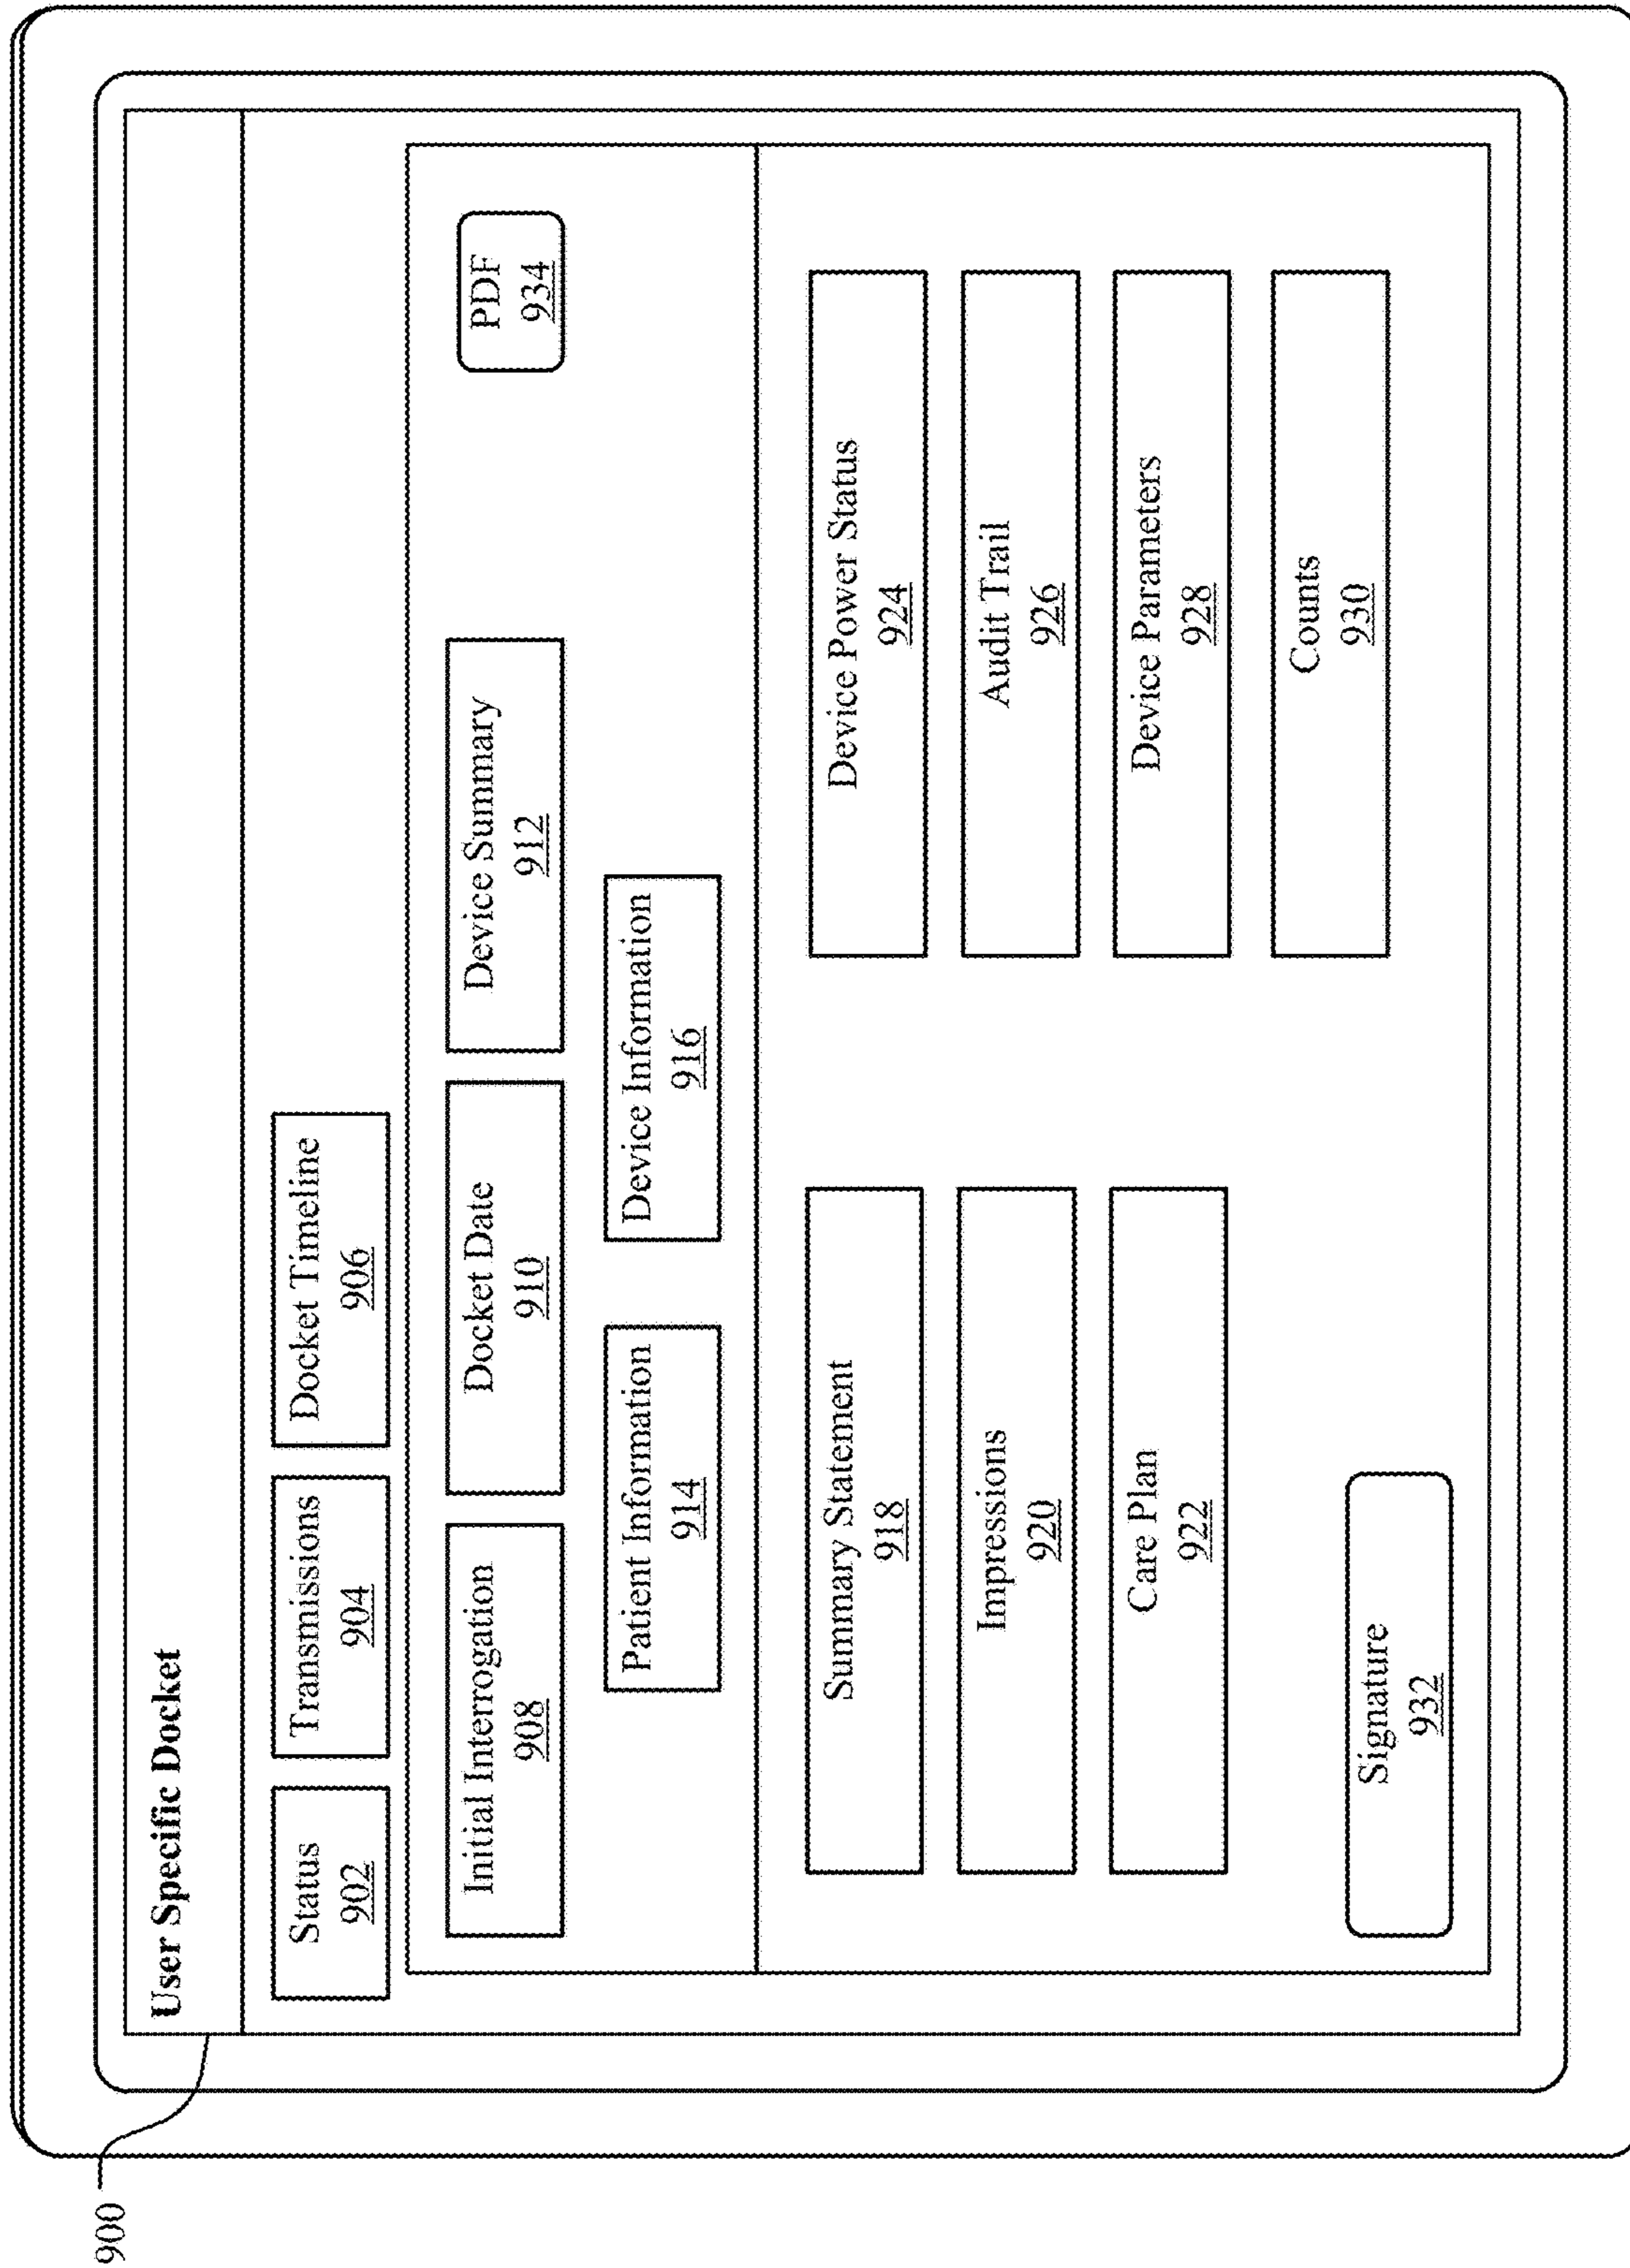 900
User Specific Docket
Status
902
Transmissions
904
Docket Timeline
906
Initial Interrogation
908
Docket Date
910
Device Summary
912
PDF
934
Patient Information
914
Device Information
916
Summary Statement
918
Impressions
920
Care Plan
922
Device Power Status
924
Audit Trail
926
Device Parameters
928
Counts
930
Signature
932